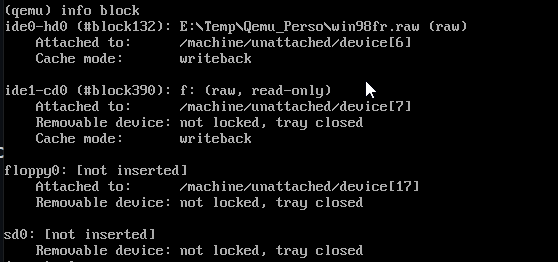 (qemu) info block
ide0-hd0 (#block132): E:\Temp\Qemu_Perso\win98fr.raw (raw)
    Attached to:      /machine/unattached/device[6]
    Cache mode:       writeback

ide1-cd0 (#block390): f: (raw, read-only)
    Attached to:      /machine/unattached/device[7]
    Removable device: not locked, tray closed
    Cache mode:       writeback

floppy0: [not inserted]
    Attached to:      /machine/unattached/device[17]
    Removable device: not locked, tray closed

sd0: [not inserted]
    Removable device: not locked, tray closed